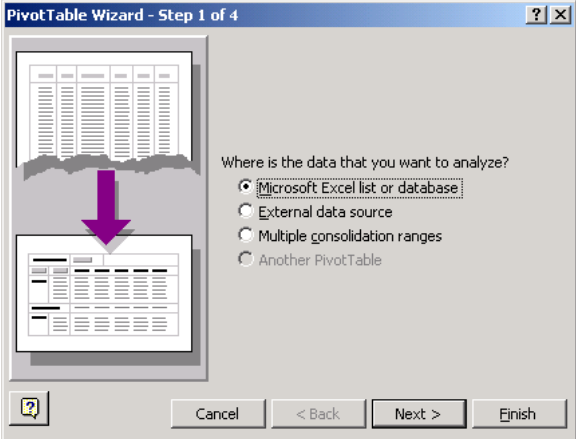 PivotTable Wizard - Step 1 of 4
Where is the data that you want to analyze?
Microsoft Excel list or database
External data source
Multiple consolidation ranges
Another PivotTable
Cancel < Back Next > Finish